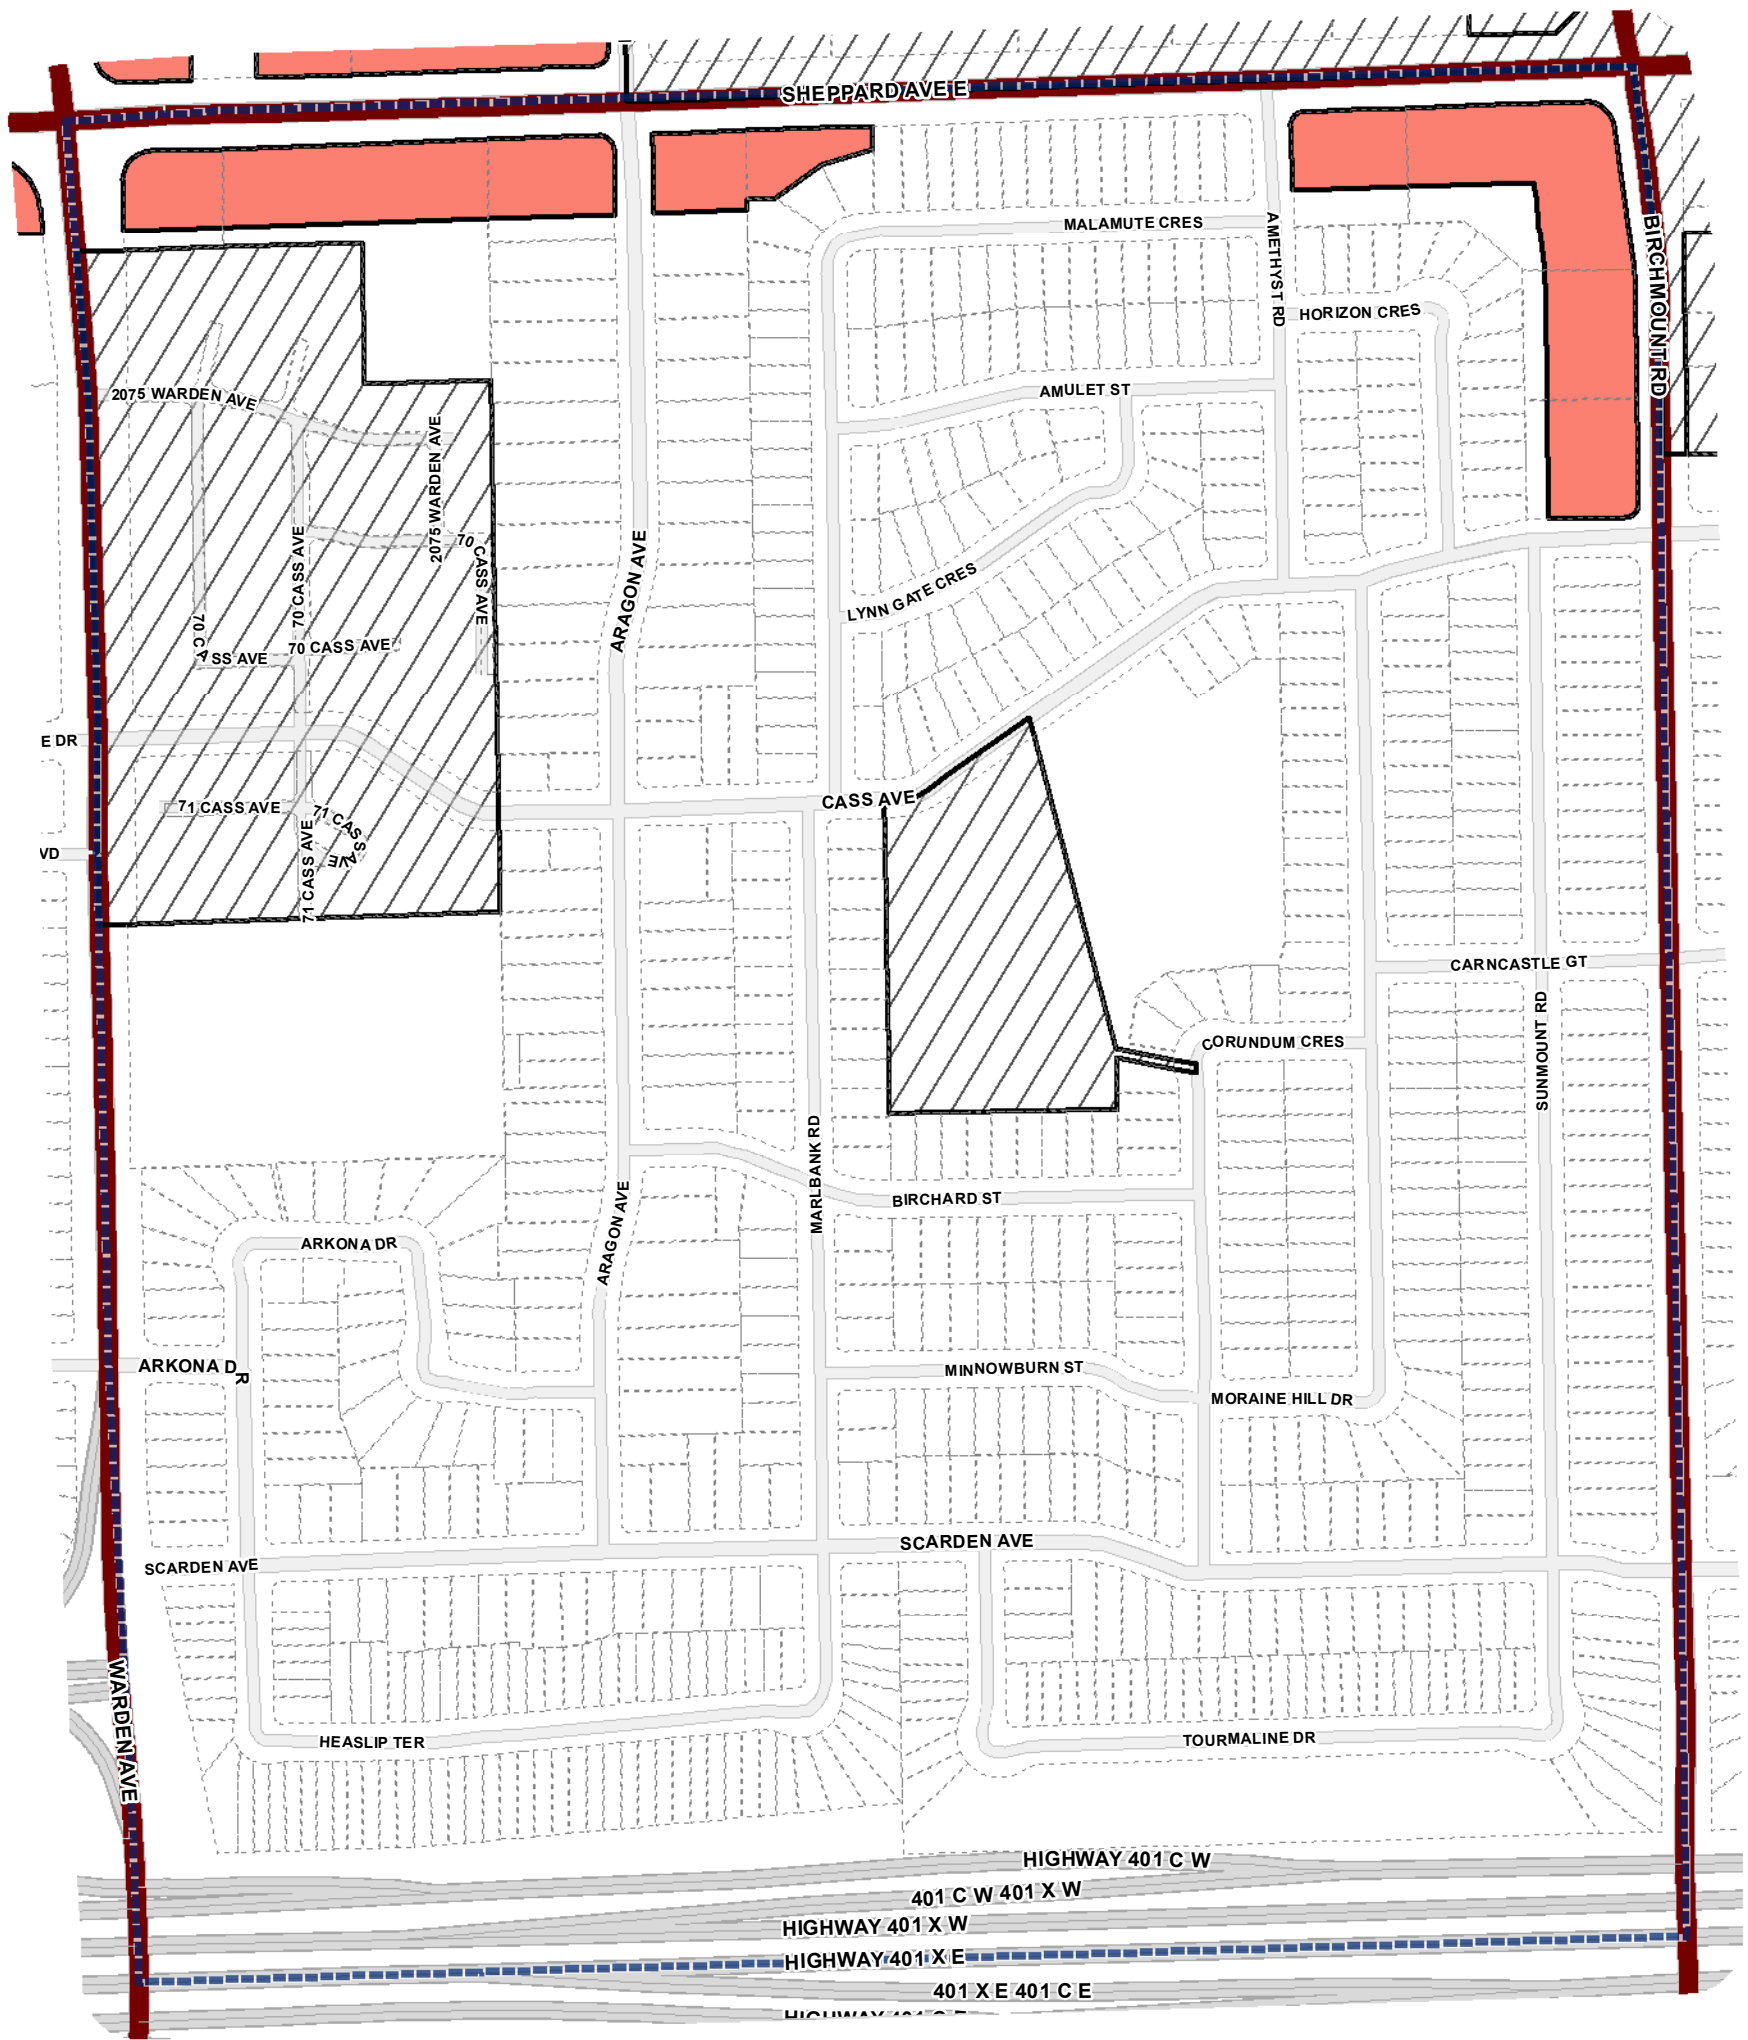 SHEPPARD AVE E
MALAMUTE CRES
AMETHYST RD
BIRCHMOUNT RD
HORIZON CRES
2075 WARDEN AVE
AMULET ST
2075 WARDEN AVE
70 CASS AVE
70 CASS AVE
ARAGON AVE
LYNN GATE CRES
70 CASS AVE
70 CASS AVE
E DR
CASS AVE
71 CASS AVE
71 CASS AVE
71 CASS AVE
VD
CARNCASTLE GT
SUNMOUNT RD
CORUNDUM CRES
MARLBANK RD
BIRCHARD ST
ARAGON AVE
ARKONA DR
ARKONA DR
MINNOWBURN ST
MORAINE HILL DR
SCARDEN AVE
SCARDEN AVE
WARDEN AVE
HEASLIP TER
TOURMALINE DR
HIGHWAY 401 C W
401 C W 401 X W
HIGHWAY 401 X W
HIGHWAY 401 X E
401 X E 401 C E
HIGHWAY 401 C E